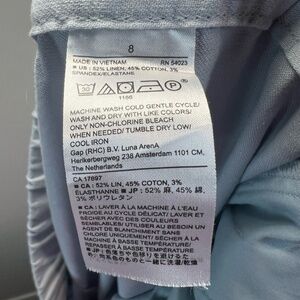 8
MADE IN VIETNAM RN 54023
■ US : 52% LINEN, 45% COTTON, 3%
SPANDEX/ELASTANE
30
P
1166
MACHINE WASH COLD GENTLE CYCLE/
WASH AND DRY WITH LIKE COLORS/
ONLY NON-CHLORINE BLEACH
WHEN NEEDED/ TUMBLE DRY LOW/
COOL IRON
Gap (RHC) B.V. Luna ArenA
Herikerbergweg 238 Amsterdam 1101 CM,
The Netherlands
CA 17897
■ CA : 52% LIN, 45% COTON, 3%
ÉLASTHANNE ■ JP : 52% 麻, 45% 綿,
3% ポリウレタン
■ CA : LAVER À LA MACHINE À L'EAU
FROIDE AU CYCLE DÉLICAT/ LAVER ET
SÉCHER AVEC DES COULEURS
SEMBLABLES/ UTILISER AU BESOIN UN
AGENT DE BLANCHIMENT SANS
CHLORE/ SÉCHER PAR CULBUTAGE
À BASSE TEMPÉRATURE/ REPASSER
À BASSE TEMPÉRATURE